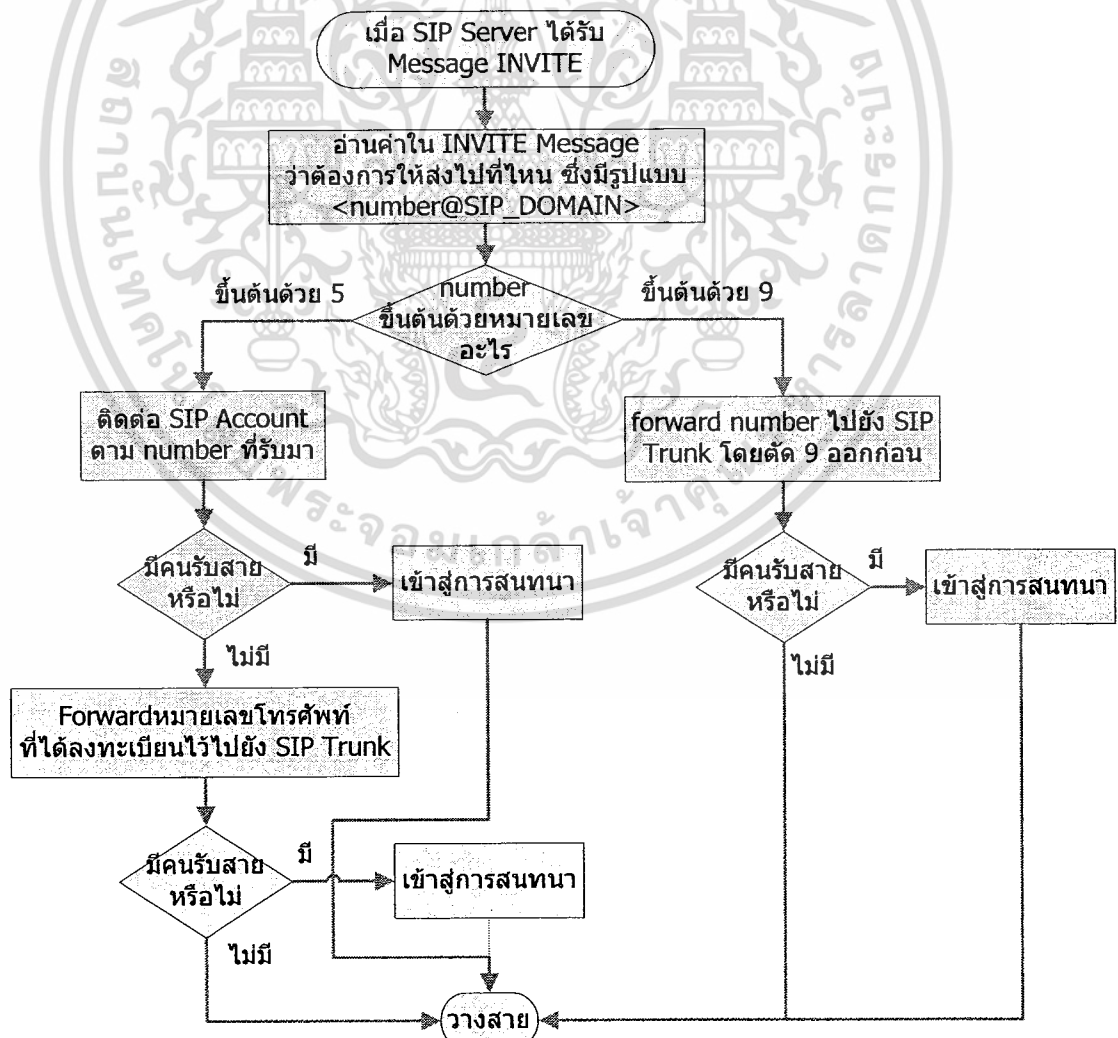 เมื่อ SIP Server ได้รับ
Message INVITE
อ่านค่าใน INVITE Message
ว่าต้องการให้ส่งไปที่ไหน ซึ่งมีรูปแบบ
<number@SIP_DOMAIN>
number
ขึ้นต้นด้วยหมายเลข
อะไร
ขึ้นต้นด้วย 5
ขึ้นต้นด้วย 9
ติดต่อ SIP Account
ตาม number ที่รับมา
forward number ไปยัง SIP
Trunk โดยตัด 9 ออกก่อน
มีคนรับสาย
หรือไม่
มี
เข้าสู่การสนทนา
มีคนรับสาย
หรือไม่
มี
เข้าสู่การสนทนา
ไม่มี
ไม่มี
Forwardหมายเลขโทรศัพท์
ที่ได้ลงทะเบียนไว้ไปยัง SIP Trunk
มีคนรับสาย
หรือไม่
มี
เข้าสู่การสนทนา
ไม่มี
วางสาย